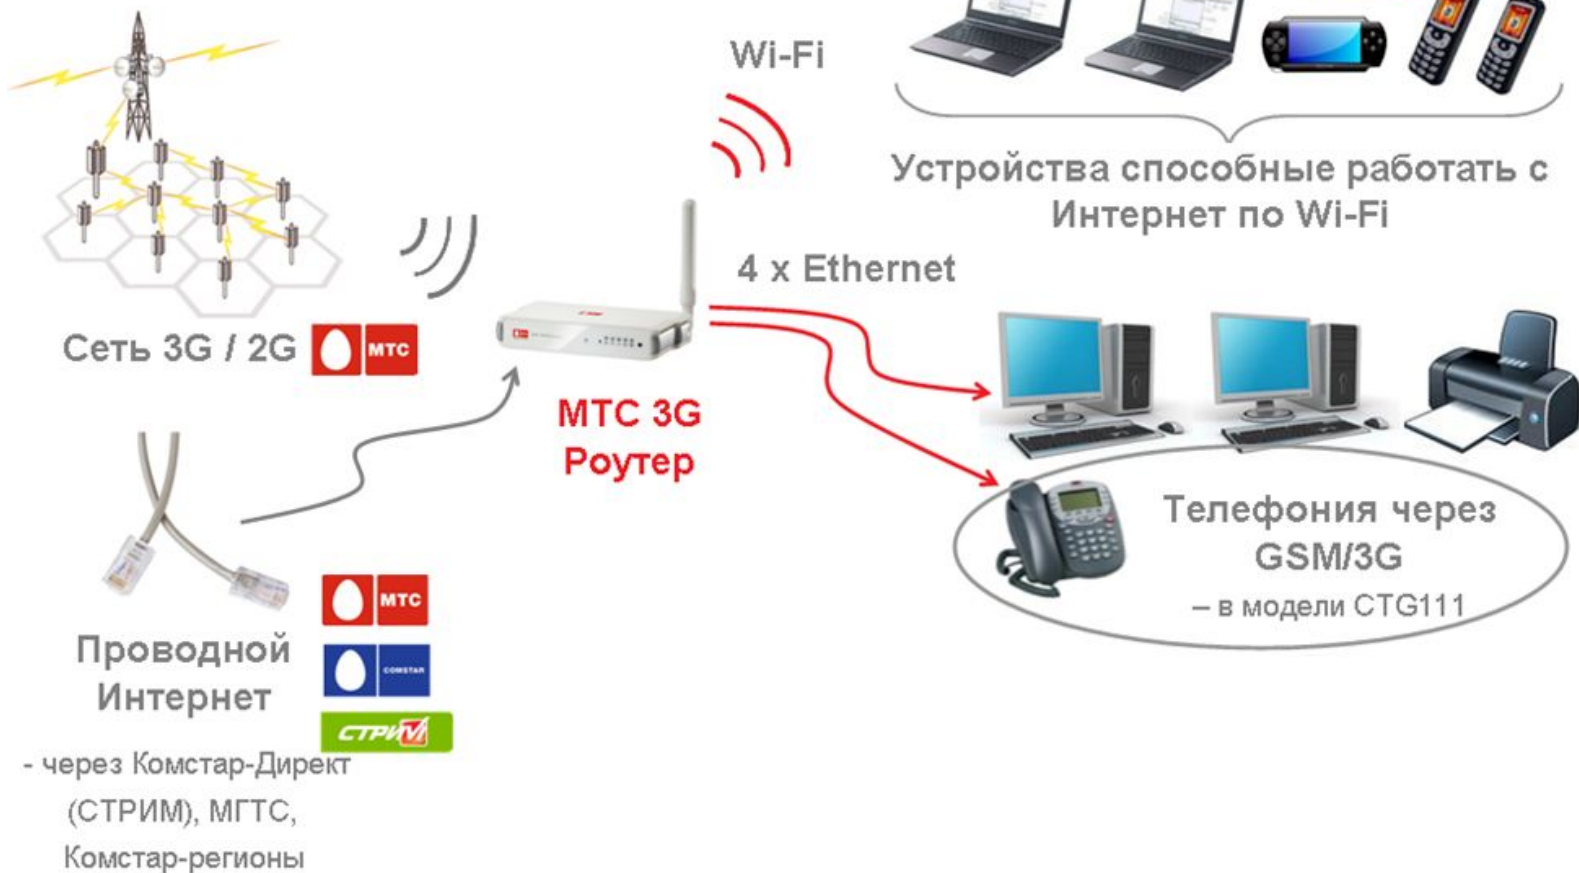 Wi-Fi
Устройства способные работать с
Интернет по Wi-Fi
4 x Ethernet
Сеть 3G / 2G
МТС
МТС 3G
Роутер
Телефония через
GSM/3G
– в модели CTG111
МТС
Проводной
Интернет
COMSTAR
СТРИМ
- через Комстар-Директ
(СТРИМ), МГТС,
Комстар-регионы